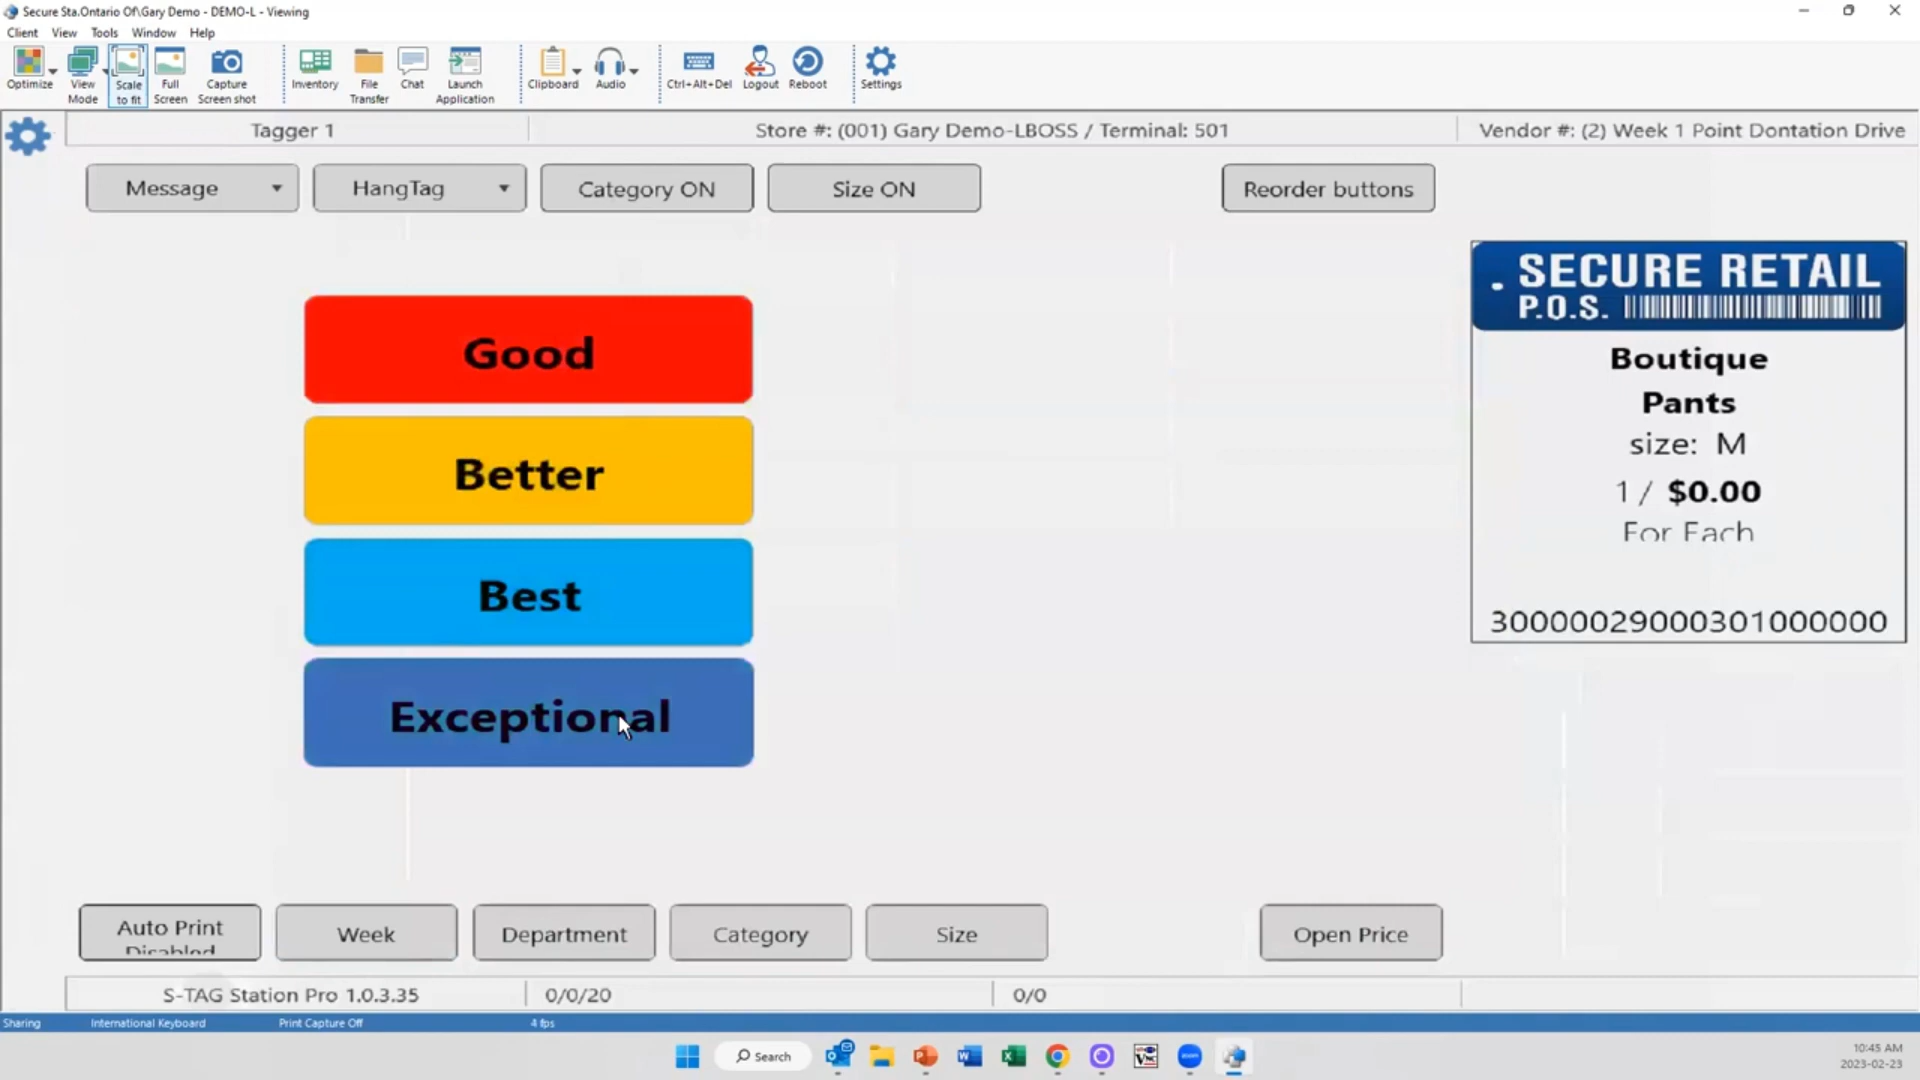 Secure Sta.Ontario Of\Gary Demo - DEMO-L - Viewing
Client View Tools Window Help
Optimize
View
Mode
Scale
to fit
Full
Screen
Capture
Screen shot
Inventory
File
Transfer
Chat
Launch
Application
Clipboard
Audio
Ctrl+Alt+Del
Logout
Reboot
Settings
Tagger 1
Store #: (001) Gary Demo-LBOSS / Terminal: 501
Vendor #: (2) Week 1 Point Dontation Drive
Message
HangTag
Category ON
Size ON
Reorder buttons
Good
Better
Best
Exceptional
. SECURE RETAIL
P.O.S.
Boutique
Pants
size: M
1 / $0.00
For Each
30000029000301000000
Auto Print
Disabled
Week
Department
Category
Size
Open Price
S-TAG Station Pro 1.0.3.35
0/0/20
0/0
Sharing
International Keyboard
Print Capture Off
4 fps
Search
VNC
zoom
10:45 AM
2023-02-23